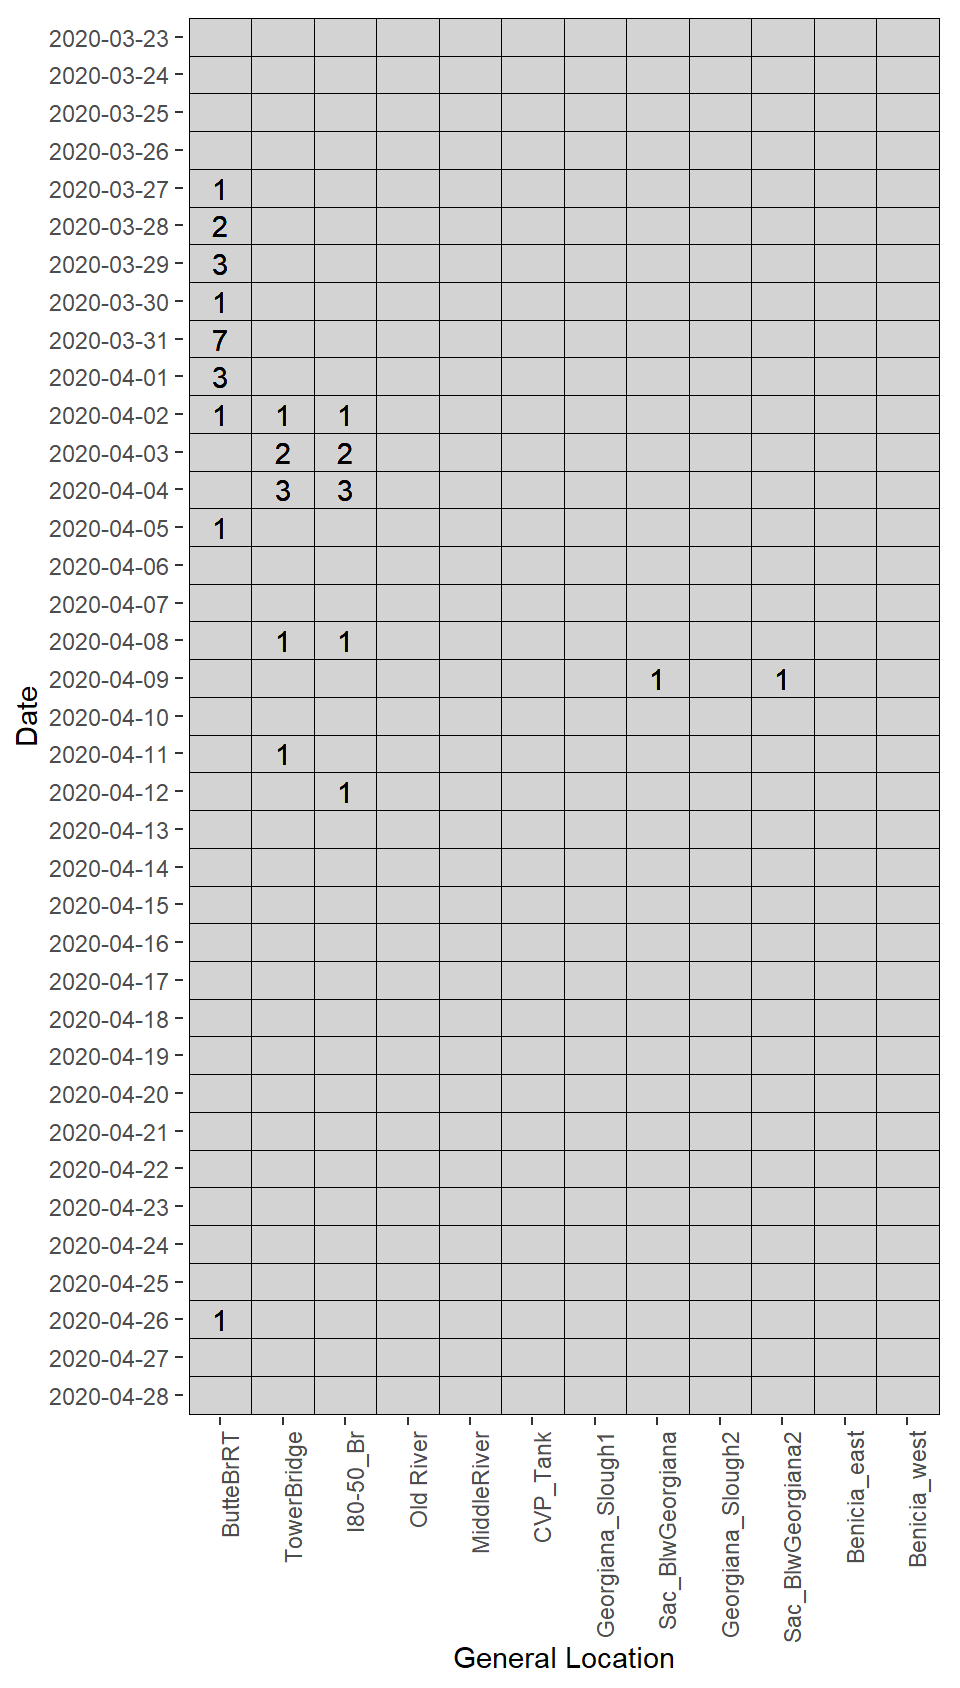 2020-03-23
2020-03-24
2020-03-25
2020-03-26
2020-03-27 1
2020-03-28 2
2020-03-29 3
2020-03-30 1
2020-03-31 7
2020-04-01 3
2020-04-02 1 1 1
2020-04-03 2 2
2020-04-04 3 3
2020-04-05 1
2020-04-06
2020-04-07
2020-04-08 1 1
2020-04-09 1 1
2020-04-10
2020-04-11 1
2020-04-12 1
2020-04-13
2020-04-14
2020-04-15
2020-04-16
2020-04-17
2020-04-18
2020-04-19
2020-04-20
2020-04-21
2020-04-22
2020-04-23
2020-04-24
2020-04-25
2020-04-26 1
2020-04-27
2020-04-28
Date
ButteBrRT
TowerBridge
I80-50_Br
Old River
MiddleRiver
CVP_Tank
Georgiana_Slough1
Sac_BlwGeorgiana
Georgiana_Slough2
Sac_BlwGeorgiana2
Benicia_east
Benicia_west
General Location